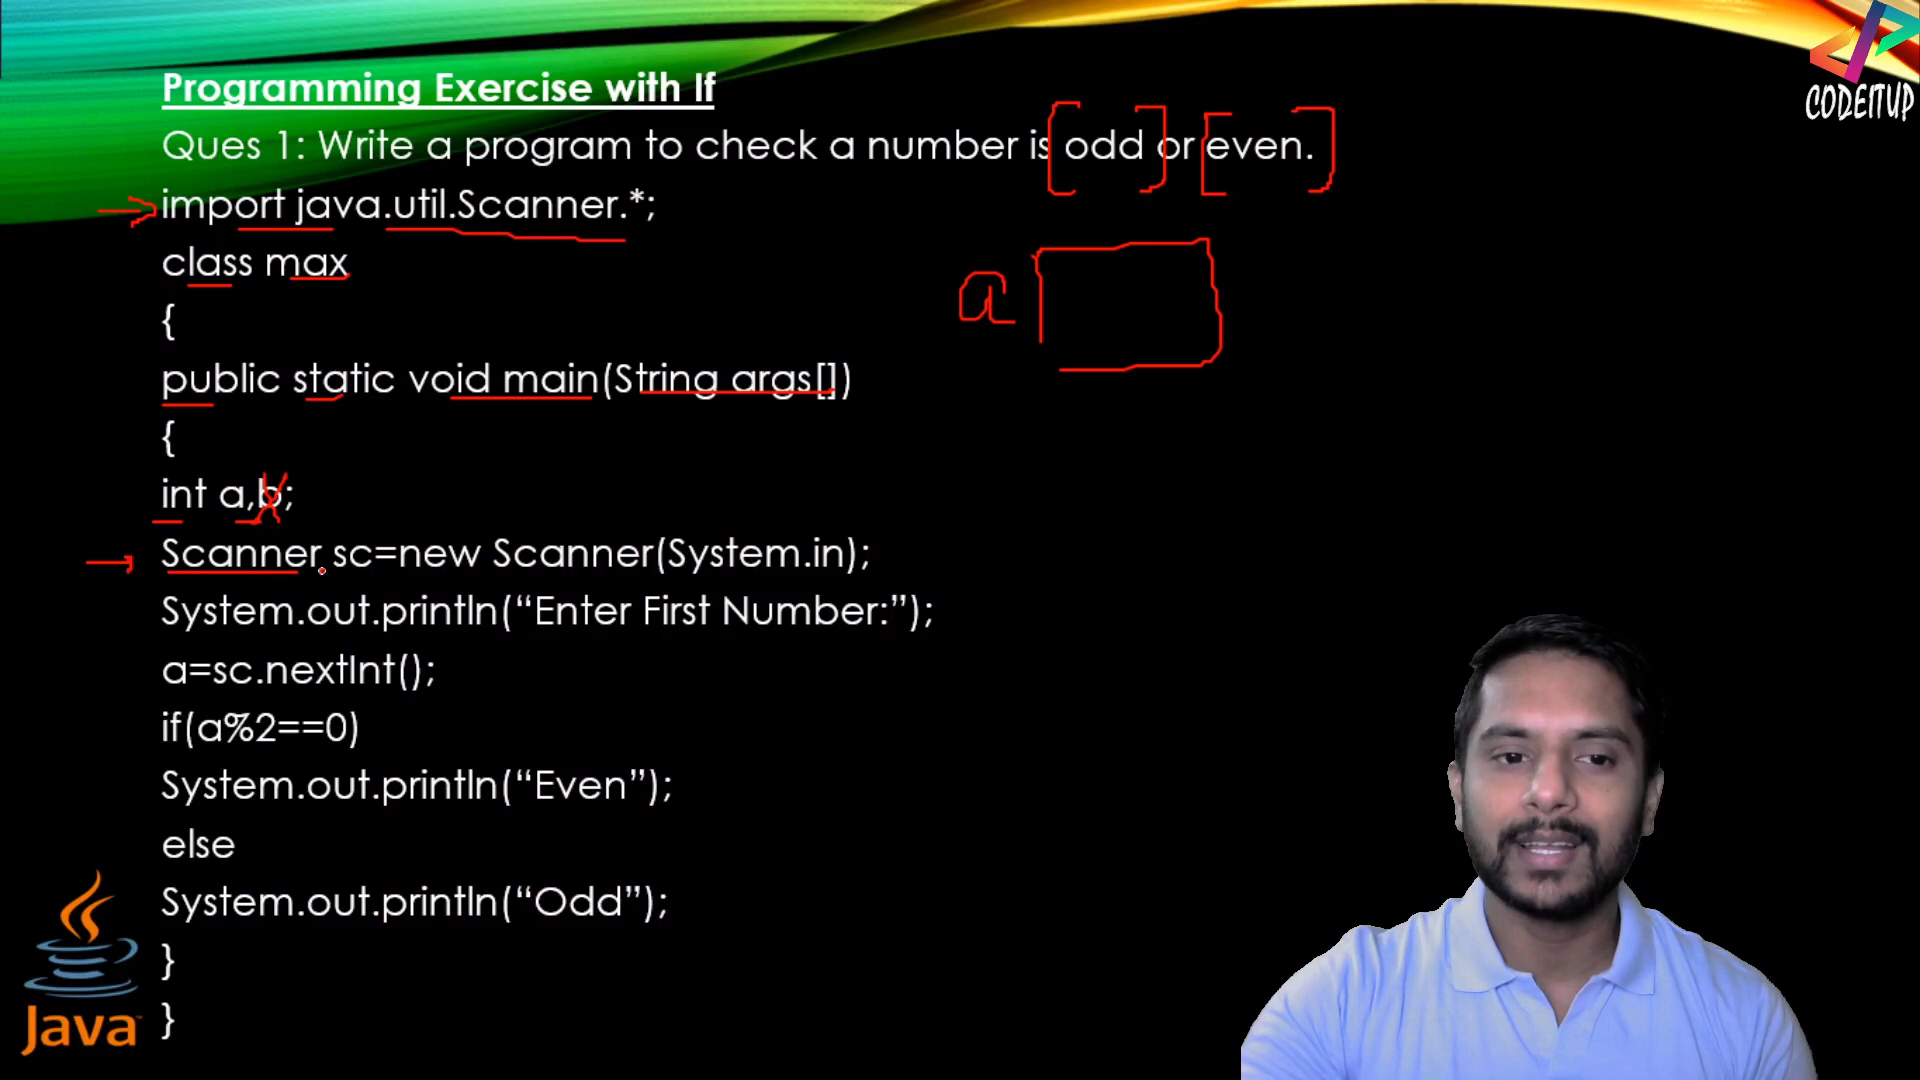 CODEITUP
Programming Exercise with If
Ques 1: Write a program to check a number is odd or even.
import java.util.Scanner.*;
class max
{
a
public static void main(String args[])
{
int a,b;
Scanner sc=new Scanner(System.in);
System.out.println(“Enter First Number:”);
a=sc.nextInt();
if(a%2==0)
System.out.println(“Even”);
else
System.out.println(“Odd”);
}
}
Java